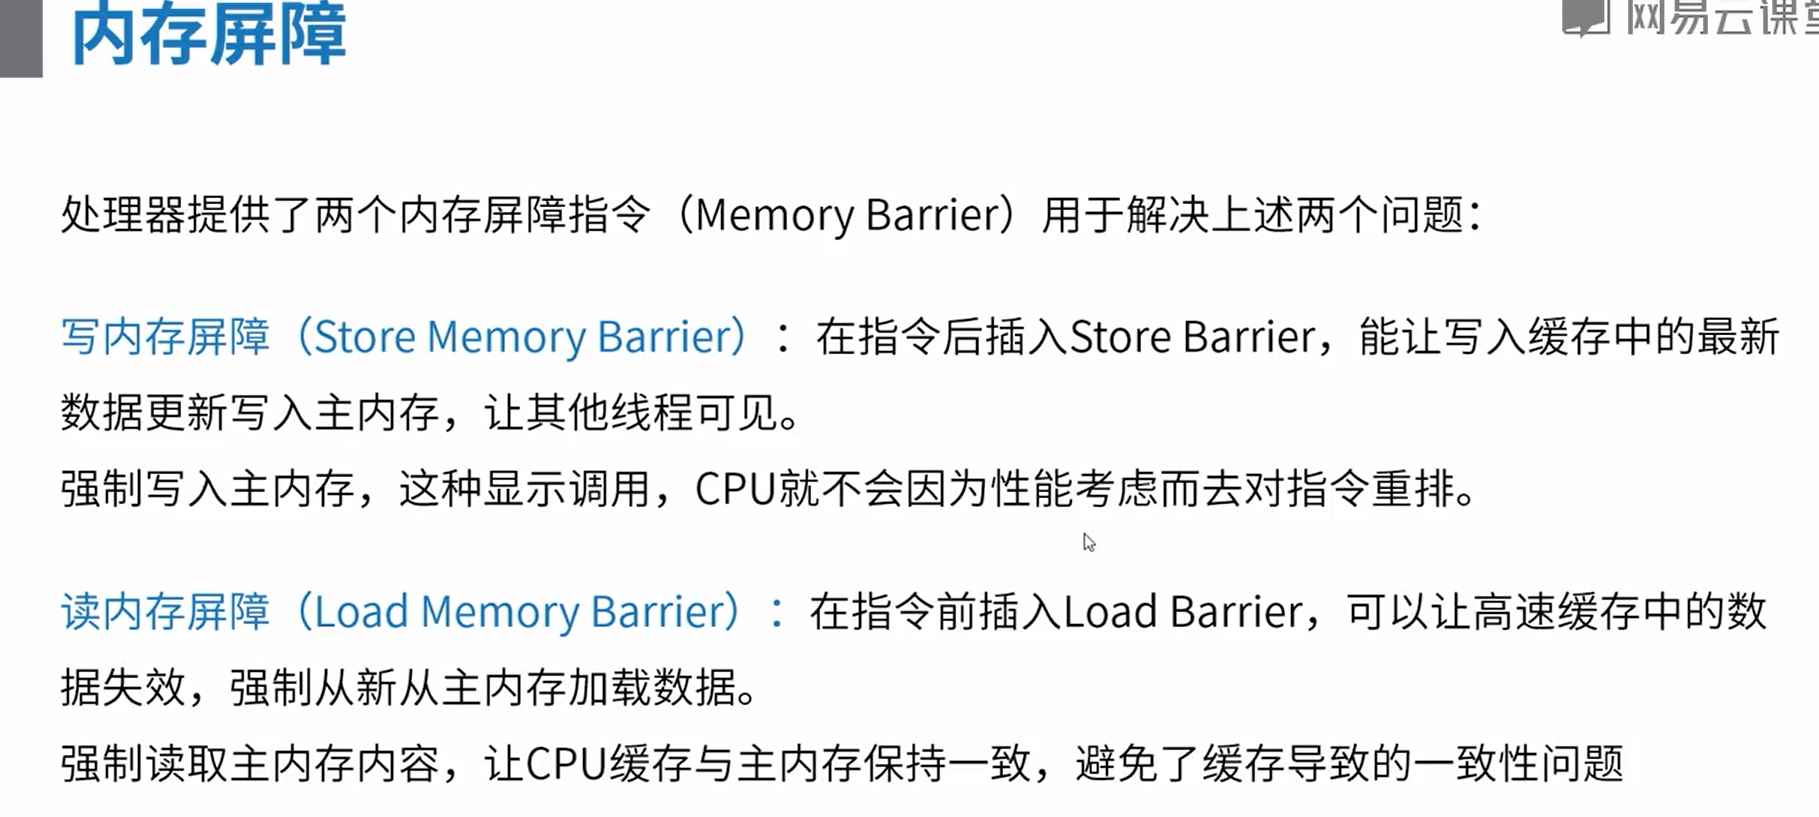 内存屏障
网易云课堂
处理器提供了两个内存屏障指令（Memory Barrier）用于解决上述两个问题：
写内存屏障（Store Memory Barrier）：在指令后插入Store Barrier，能让写入缓存中的最新
数据更新写入主内存，让其他线程可见。
强制写入主内存，这种显示调用，CPU就不会因为性能考虑而去对指令重排。
读内存屏障（Load Memory Barrier）：在指令前插入Load Barrier，可以让高速缓存中的数
据失效，强制从新从主内存加载数据。
强制读取主内存内容，让CPU缓存与主内存保持一致，避免了缓存导致的一致性问题